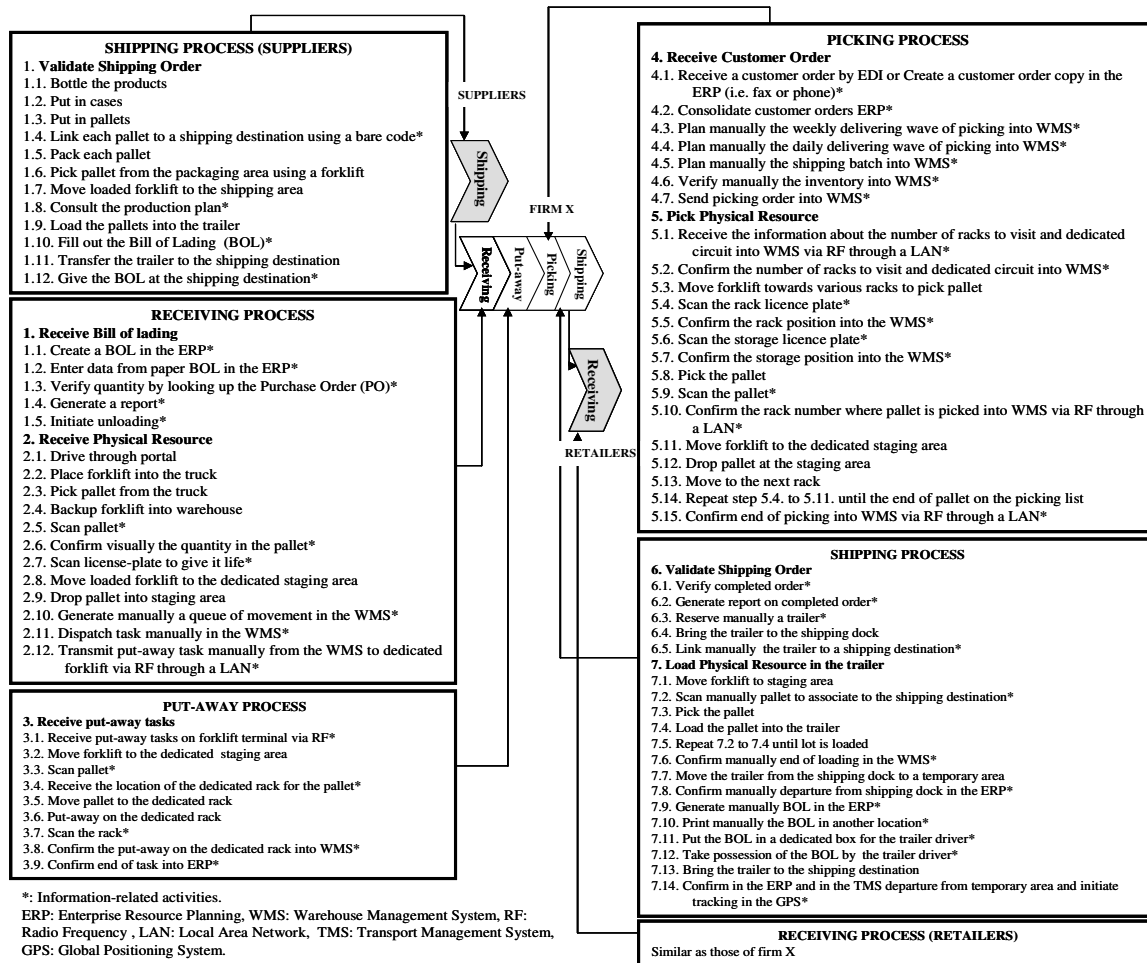 SHIPPING PROCESS (SUPPLIERS)
1. Validate Shipping Order
1.1. Bottle the products
1.2. Put in cases
1.3. Put in pallets
1.4. Link each pallet to a shipping destination using a bare code*
1.5. Pack each pallet
1.6. Pick pallet from the packaging area using a forklift
1.7. Move loaded forklift to the shipping area
1.8. Consult the production plan*
1.9. Load the pallets into the trailer
1.10. Fill out the Bill of Lading (BOL)*
1.11. Transfer the trailer to the shipping destination
1.12. Give the BOL at the shipping destination*
RECEIVING PROCESS
1. Receive Bill of lading
1.1. Create a BOL in the ERP*
1.2. Enter data from paper BOL in the ERP*
1.3. Verify quantity by looking up the Purchase Order (PO)*
1.4. Generate a report*
1.5. Initiate unloading*
2. Receive Physical Resource
2.1. Drive through portal
2.2. Place forklift into the truck
2.3. Pick pallet from the truck
2.4. Backup forklift into warehouse
2.5. Scan pallet*
2.6. Confirm visually the quantity in the pallet*
2.7. Scan license-plate to give it life*
2.8. Move loaded forklift to the dedicated staging area
2.9. Drop pallet into staging area
2.10. Generate manually a queue of movement in the WMS*
2.11. Dispatch task manually in the WMS*
2.12. Transmit put-away task manually from the WMS to dedicated
forklift via RF through a LAN*
PUT-AWAY PROCESS
3. Receive put-away tasks
3.1. Receive put-away tasks on forklift terminal via RF*
3.2. Move forklift to the dedicated staging area
3.3. Scan pallet*
3.4. Receive the location of the dedicated rack for the pallet*
3.5. Move pallet to the dedicated rack
3.6. Put-away on the dedicated rack
3.7. Scan the rack*
3.8. Confirm the put-away on the dedicated rack into WMS*
3.9. Confirm end of task into ERP*
*: Information-related activities.
ERP: Enterprise Resource Planning, WMS: Warehouse Management System, RF:
Radio Frequency , LAN: Local Area Network, TMS: Transport Management System,
GPS: Global Positioning System.
SUPPLIERS
Shipping
FIRM X
Receiving
Put-away
Picking
Shipping
Receiving
RETAILERS
PICKING PROCESS
4. Receive Customer Order
4.1. Receive a customer order by EDI or Create a customer order copy in the
ERP (i.e. fax or phone)*
4.2. Consolidate customer orders ERP*
4.3. Plan manually the weekly delivering wave of picking into WMS*
4.4. Plan manually the daily delivering wave of picking into WMS*
4.5. Plan manually the shipping batch into WMS*
4.6. Verify manually the inventory into WMS*
4.7. Send picking order into WMS*
5. Pick Physical Resource
5.1. Receive the information about the number of racks to visit and dedicated
circuit into WMS via RF through a LAN*
5.2. Confirm the number of racks to visit and dedicated circuit into WMS*
5.3. Move forklift towards various racks to pick pallet
5.4. Scan the rack licence plate*
5.5. Confirm the rack position into the WMS*
5.6. Scan the storage licence plate*
5.7. Confirm the storage position into the WMS*
5.8. Pick the pallet
5.9. Scan the pallet*
5.10. Confirm the rack number where pallet is picked into WMS via RF through
a LAN*
5.11. Move forklift to the dedicated staging area
5.12. Drop pallet at the staging area
5.13. Move to the next rack
5.14. Repeat step 5.4. to 5.11. until the end of pallet on the picking list
5.15. Confirm end of picking into WMS via RF through a LAN*
SHIPPING PROCESS
6. Validate Shipping Order
6.1. Verify completed order*
6.2. Generate report on completed order*
6.3. Reserve manually a trailer*
6.4. Bring the trailer to the shipping dock
6.5. Link manually the trailer to a shipping destination*
7. Load Physical Resource in the trailer
7.1. Move forklift to staging area
7.2. Scan manually pallet to associate to the shipping destination*
7.3. Pick the pallet
7.4. Load the pallet into the trailer
7.5. Repeat 7.2 to 7.4 until lot is loaded
7.6. Confirm manually end of loading in the WMS*
7.7. Move the trailer from the shipping dock to a temporary area
7.8. Confirm manually departure from shipping dock in the ERP*
7.9. Generate manually BOL in the ERP*
7.10. Print manually the BOL in another location*
7.11. Put the BOL in a dedicated box for the trailer driver*
7.12. Take possession of the BOL by the trailer driver*
7.13. Bring the trailer to the shipping destination
7.14. Confirm in the ERP and in the TMS departure from temporary area and initiate
tracking in the GPS*
RECEIVING PROCESS (RETAILERS)
Similar as those of firm X